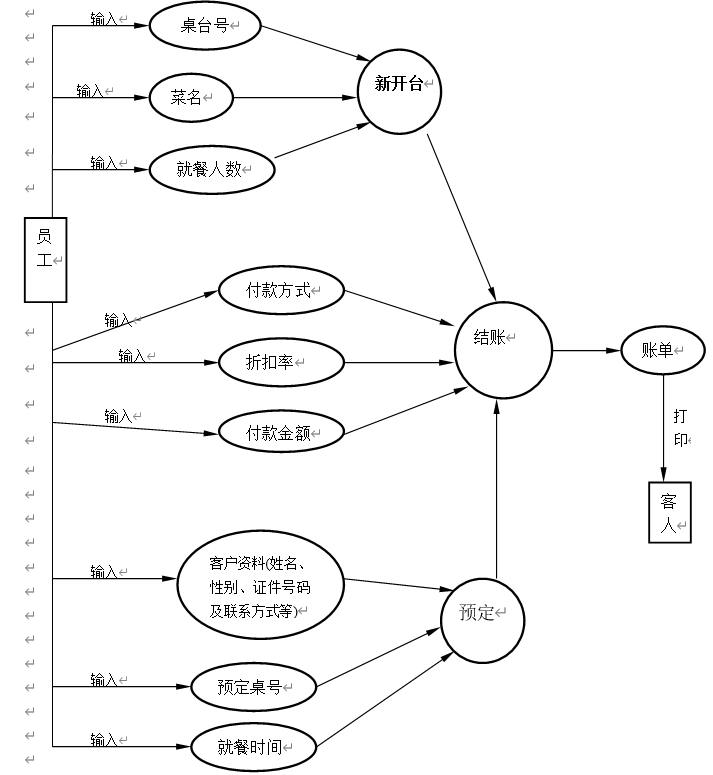 输入
桌台号
输入
菜名
新开台
输入
就餐人数
员
工
付款方式
输入
结账
输入
折扣率
账单
输入
付款金额
打
印
客
人
客户资料(姓名、
性别、证件号码
及联系方式等)
输入
预定
输入
预定桌号
输入
就餐时间